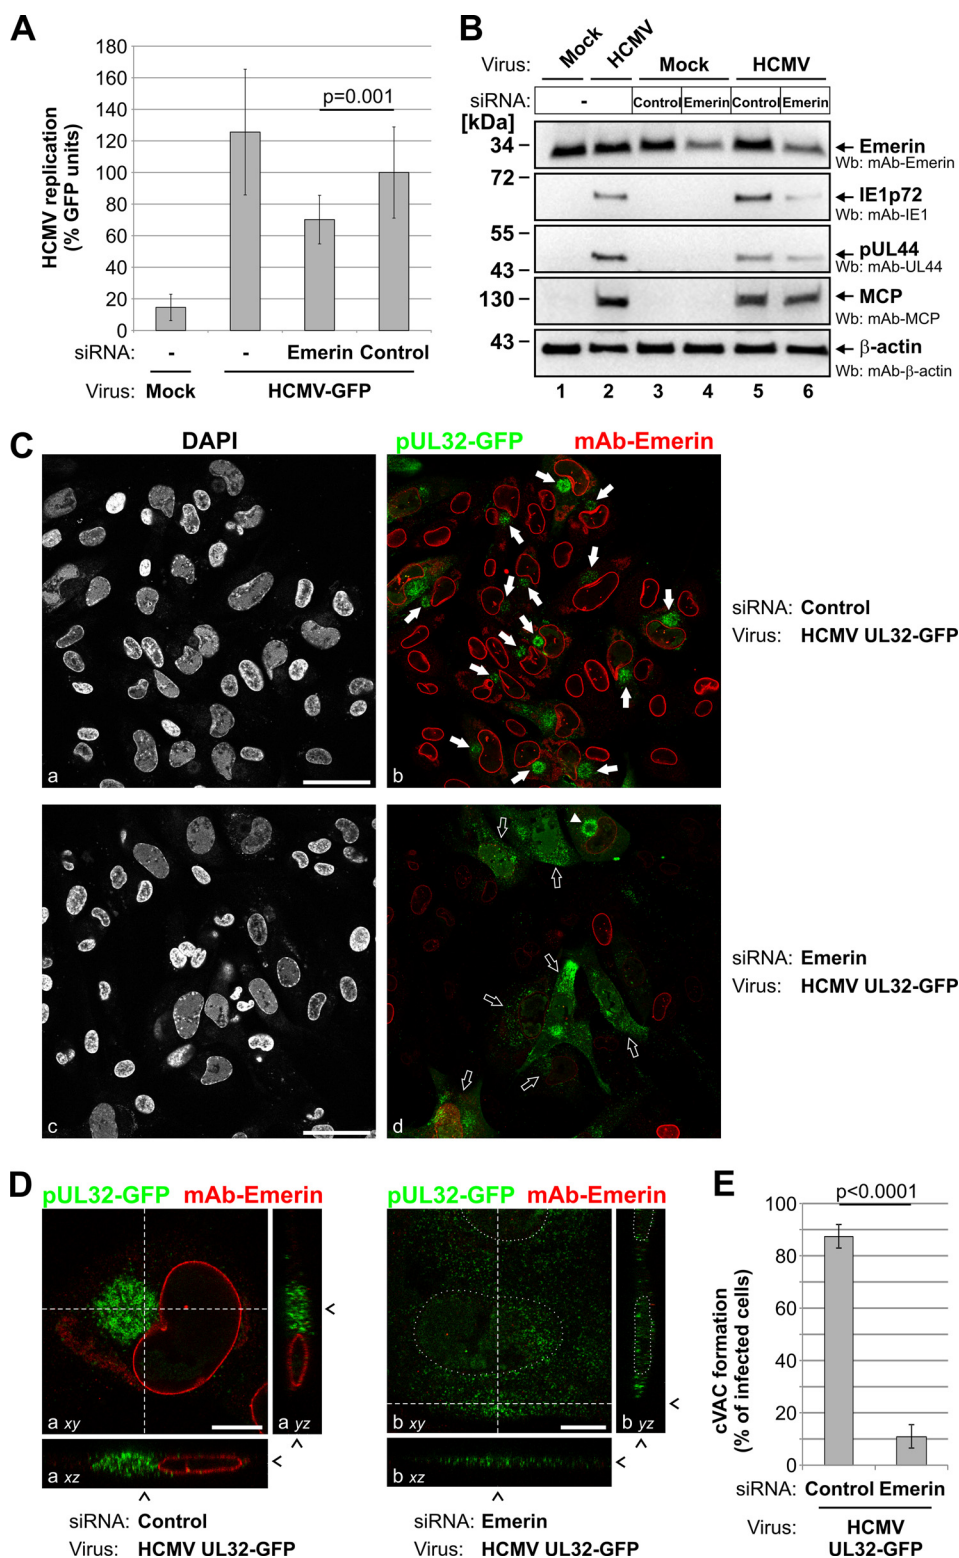 A
180
160
140
120
100
80
60
40
20
0
HCMV replication
(% GFP units)
p=0.001
siRNA: - - Emerin Control
Virus: Mock HCMV-GFP
B
Virus: Mock HCMV Mock HCMV
siRNA: - Control Emerin Control Emerin
[kDa]
34 Emerin
Wb: mAb-Emerin
72
IE1p72
Wb: mAb-IE1
55
pUL44
43 Wb: mAb-UL44
130 MCP
Wb: mAb-MCP
43 β-actin
Wb: mAb-β-actin
1 2 3 4 5 6
C
DAPI pUL32-GFP mAb-Emerin
siRNA: Control
Virus: HCMV UL32-GFP
a b
siRNA: Emerin
Virus: HCMV UL32-GFP
c d
D
pUL32-GFP mAb-Emerin pUL32-GFP mAb-Emerin
a xy a yz b xy b yz
a xz b xz
siRNA: Control siRNA: Emerin
Virus: HCMV UL32-GFP Virus: HCMV UL32-GFP
E
p<0.0001
100
80
60
40
20
0
cVAC formation
(% of infected cells)
siRNA: Control Emerin
Virus: HCMV
UL32-GFP